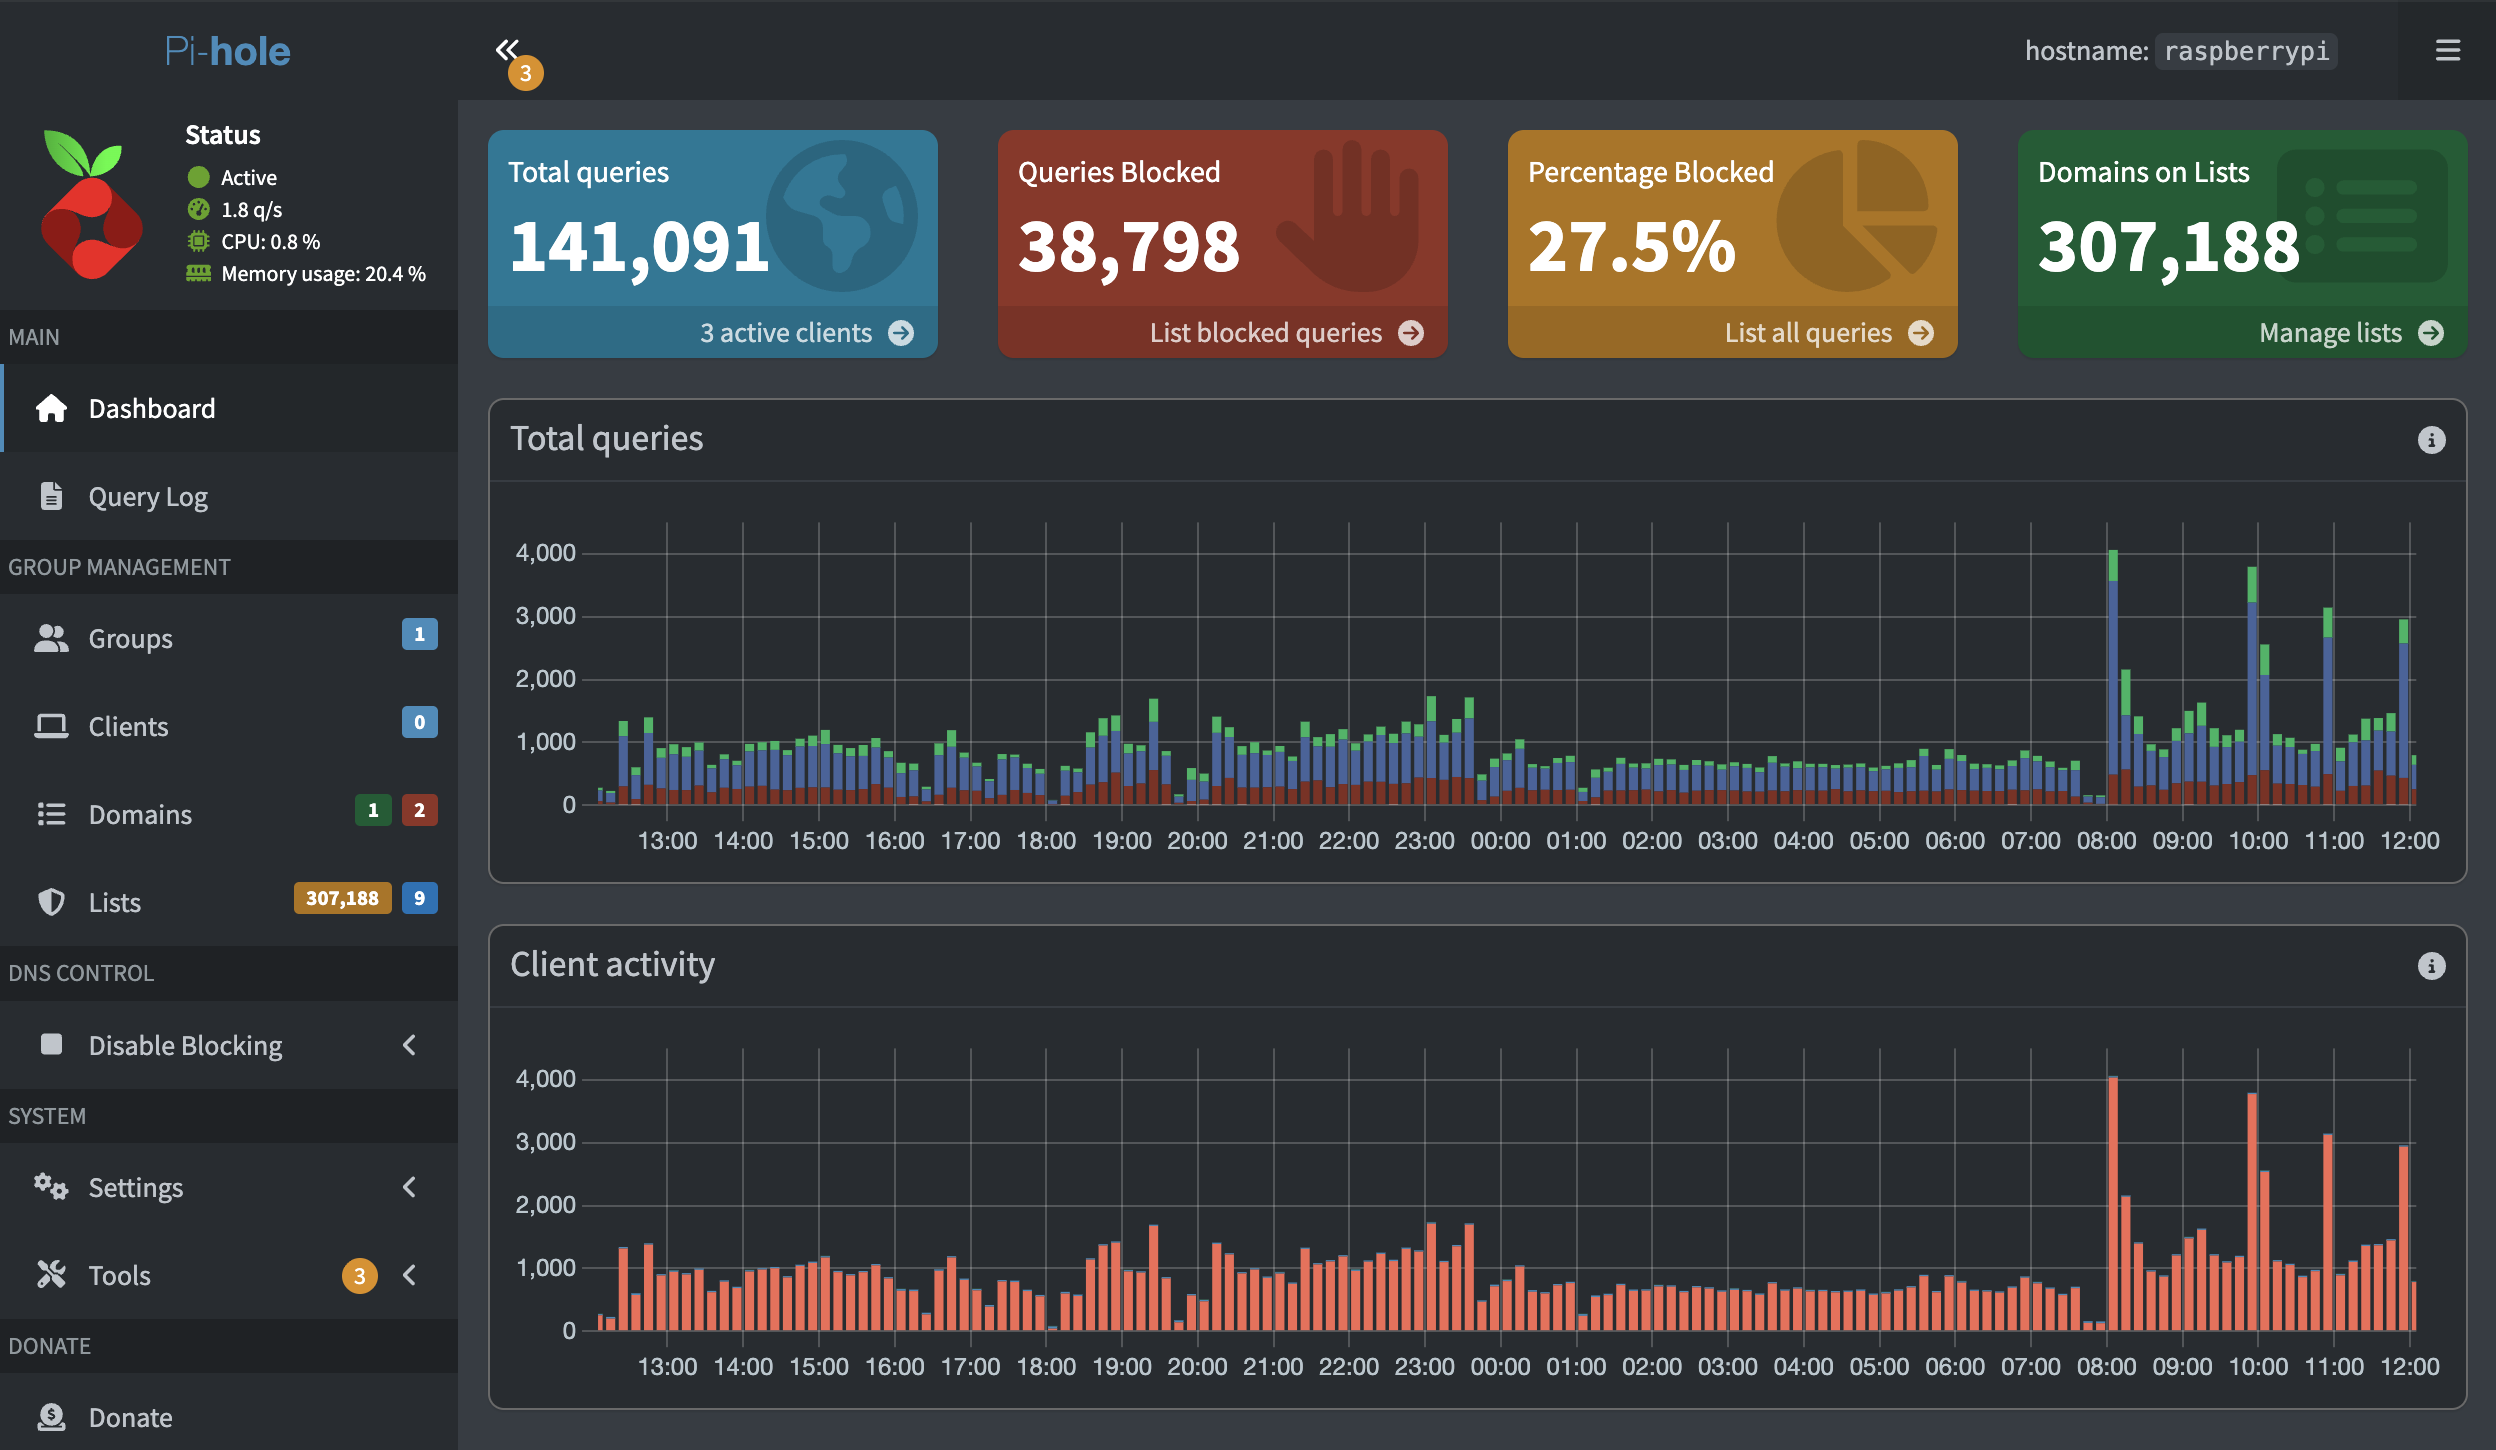 Pi-hole
3
hostname: raspberrypi
Status
Active
1.8 q/s
CPU: 0.8 %
Memory usage: 20.4 %
MAIN
Dashboard
Query Log
GROUP MANAGEMENT
Groups 1
Clients 0
Domains 1 2
Lists 307,188 9
DNS CONTROL
Disable Blocking
SYSTEM
Settings
Tools 3
DONATE
Donate
Total queries
141,091
3 active clients
Queries Blocked
38,798
List blocked queries
Percentage Blocked
27.5%
List all queries
Domains on Lists
307,188
Manage lists
Total queries
4,000
3,000
2,000
1,000
0
13:00 14:00 15:00 16:00 17:00 18:00 19:00 20:00 21:00 22:00 23:00 00:00 01:00 02:00 03:00 04:00 05:00 06:00 07:00 08:00 09:00 10:00 11:00 12:00
Client activity
4,000
3,000
2,000
1,000
0
13:00 14:00 15:00 16:00 17:00 18:00 19:00 20:00 21:00 22:00 23:00 00:00 01:00 02:00 03:00 04:00 05:00 06:00 07:00 08:00 09:00 10:00 11:00 12:00